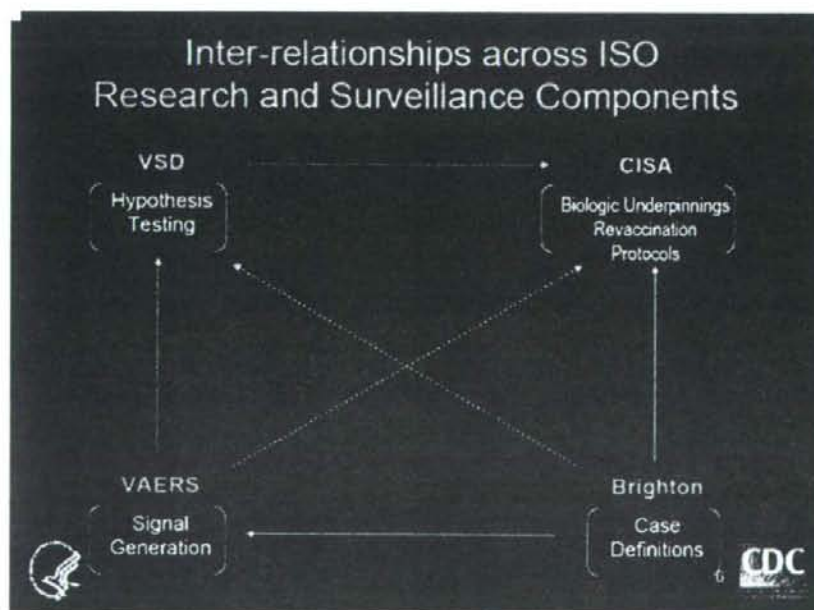 Inter-relationships across ISO
Research and Surveillance Components
VSD
Hypothesis
Testing
CISA
Biologic Underpinnings
Revaccination
Protocols
VAERS
Signal
Generation
Brighton
Case
Definitions
6
CDC